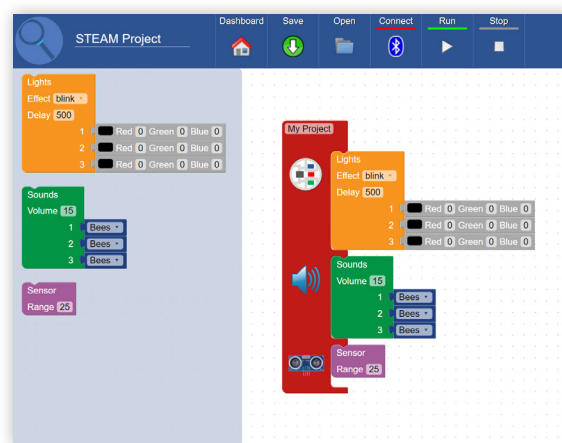 STEAM Project
Dashboard Save Open Connect Run Stop
Lights
Effect blink
Delay 500
1 Red 0 Green 0 Blue 0
2 Red 0 Green 0 Blue 0
3 Red 0 Green 0 Blue 0
Sounds
Volume 15
1 Bees
2 Bees
3 Bees
Sensor
Range 25
My Project
Lights
Effect blink
Delay 500
1 Red 0 Green 0 Blue 0
2 Red 0 Green 0 Blue 0
3 Red 0 Green 0 Blue 0
Sounds
Volume 15
1 Bees
2 Bees
3 Bees
Sensor
Range 25